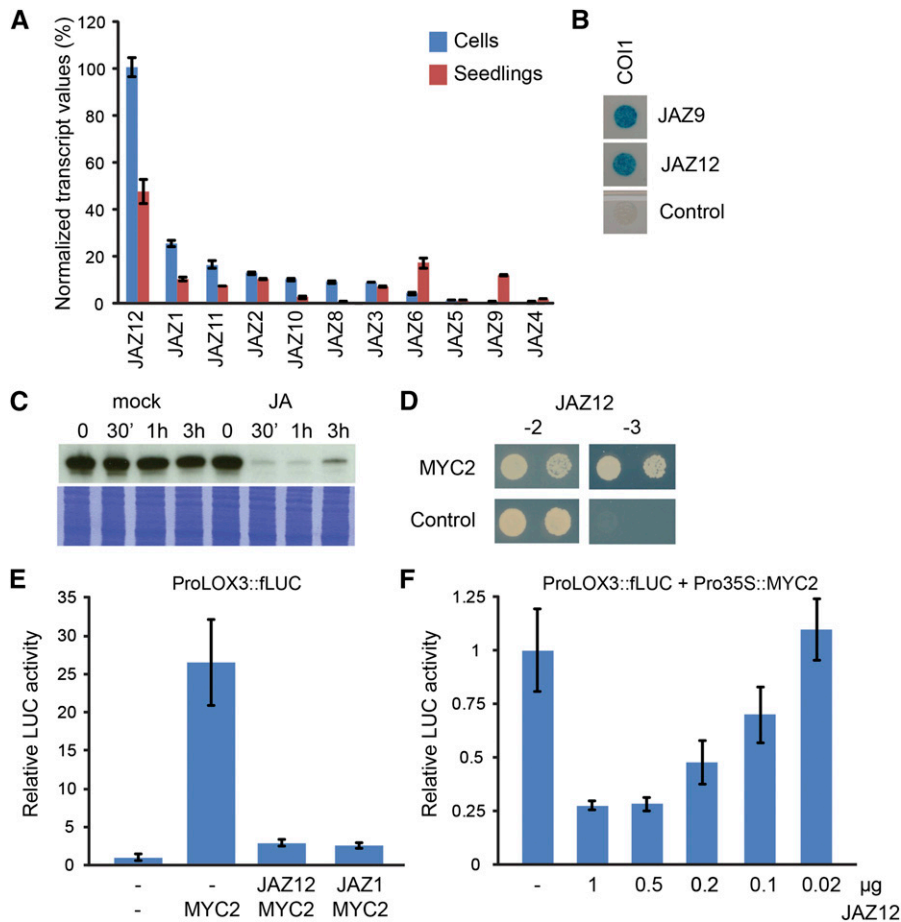 A
Normalized transcript values (%)
120
100
80
60
40
20
0
Cells
Seedlings
JAZ12
JAZ1
JAZ11
JAZ2
JAZ10
JAZ8
JAZ3
JAZ6
JAZ5
JAZ9
JAZ4
B
COI1
JAZ9
JAZ12
Control
C
mock JA
0 30' 1h 3h 0 30' 1h 3h
D
JAZ12
-2 -3
MYC2
Control
E
ProLOX3::fLUC
Relative LUC activity
35
30
25
20
15
10
5
0
- - JAZ12 JAZ1
- MYC2 MYC2 MYC2
F
ProLOX3::fLUC + Pro35S::MYC2
Relative LUC activity
1.25
1
0.75
0.5
0.25
0
- 1 0.5 0.2 0.1 0.02 µg
JAZ12